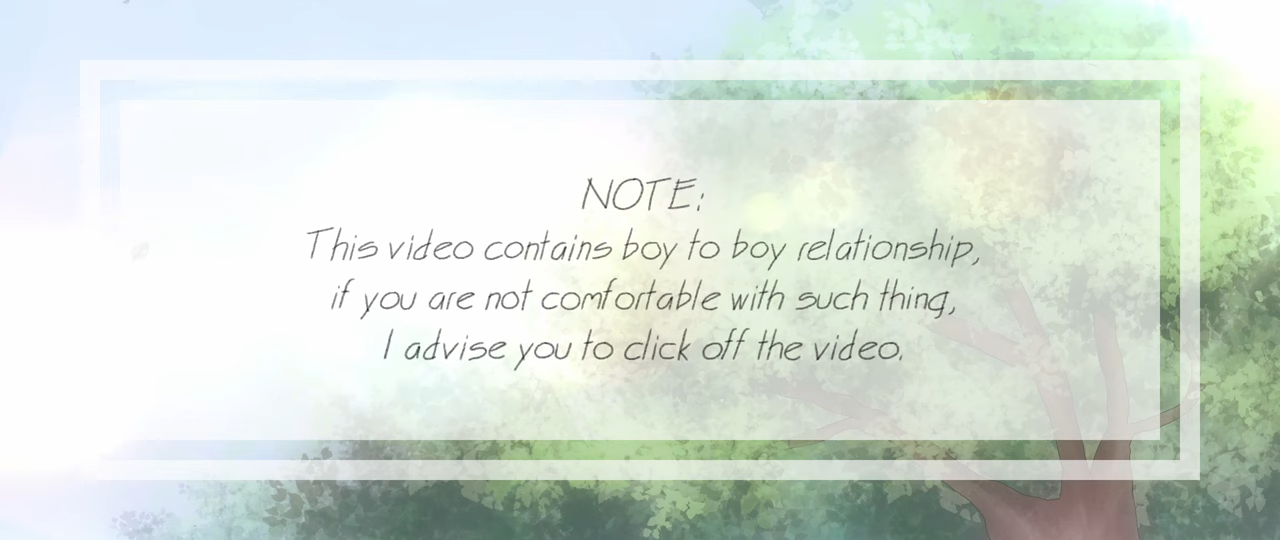 NOTE:
This video contains boy to boy relationship,
if you are not comfortable with such thing,
I advise you to click off the video.